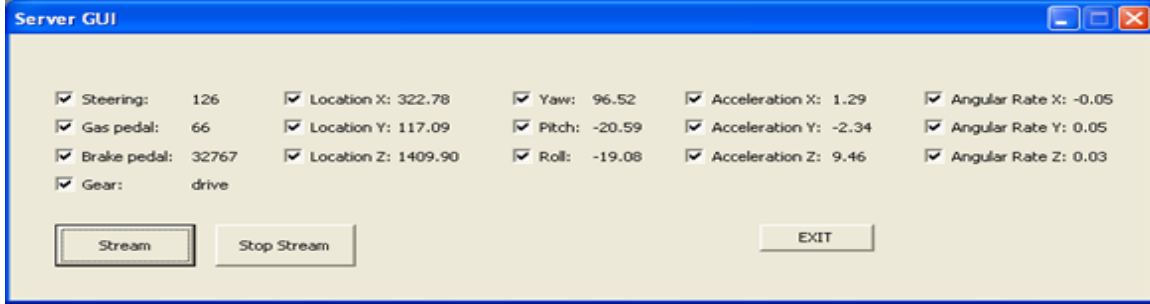 Server GUI
Steering: 126 Location X: 322.78 Yaw: 96.52 Acceleration X: 1.29 Angular Rate X: -0.05
Gas pedal: 66 Location Y: 117.09 Pitch: -20.59 Acceleration Y: -2.34 Angular Rate Y: 0.05
Brake pedal: 32767 Location Z: 1409.90 Roll: -19.08 Acceleration Z: 9.46 Angular Rate Z: 0.03
Gear: drive
Stream Stop Stream EXIT